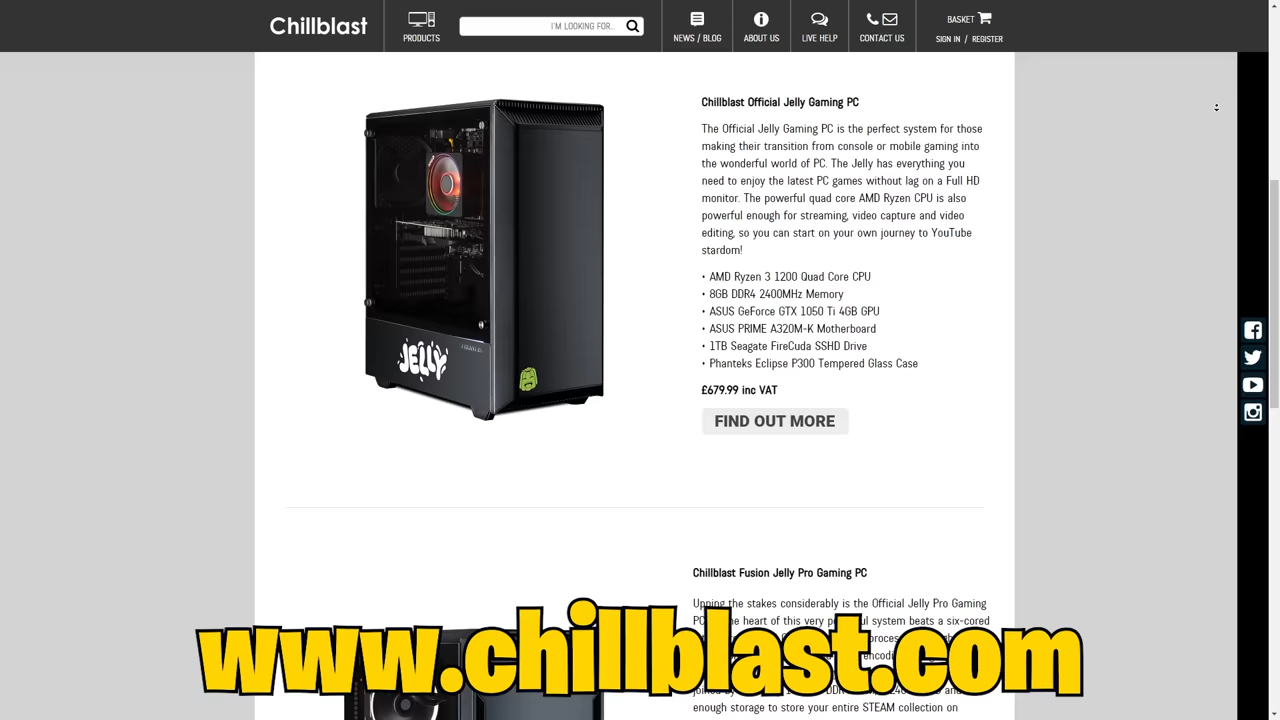 Chillblast
PRODUCTS
I'M LOOKING FOR...
NEWS / BLOG
ABOUT US
LIVE HELP
CONTACT US
BASKET
SIGN IN / REGISTER
Chillblast Official Jelly Gaming PC
The Official Jelly Gaming PC is the perfect system for those
making their transition from console or mobile gaming into
the wonderful world of PC. The Jelly has everything you
need to enjoy the latest PC games without lag on a Full HD
monitor. The powerful quad core AMD Ryzen CPU is also
powerful enough for streaming, video capture and video
editing, so you can start on your own journey to YouTube
stardom!
• AMD Ryzen 3 1200 Quad Core CPU
• 8GB DDR4 2400MHz Memory
• ASUS GeForce GTX 1050 Ti 4GB GPU
• ASUS PRIME A320M-K Motherboard
• 1TB Seagate FireCuda SSHD Drive
• Phanteks Eclipse P300 Tempered Glass Case
£679.99 inc VAT
FIND OUT MORE
JELLY
Chillblast Fusion Jelly Pro Gaming PC
Upping the stakes considerably is the Official Jelly Pro Gaming
heart of this very system beats a six-cored
www.chillblast.com
enough storage to store your entire STEAM collection on